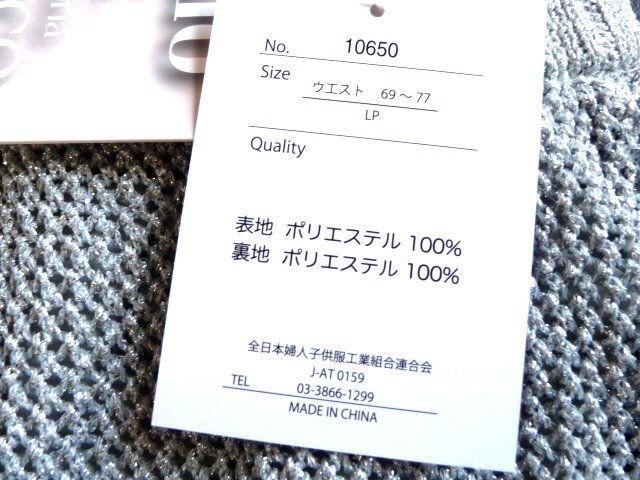 No. 10650
Size
ウエスト 69～77
LP
Quality
表地 ポリエステル 100%
裏地 ポリエステル 100%
全日本婦人子供服工業組合連合会
J-AT 0159
TEL 03-3866-1299
MADE IN CHINA